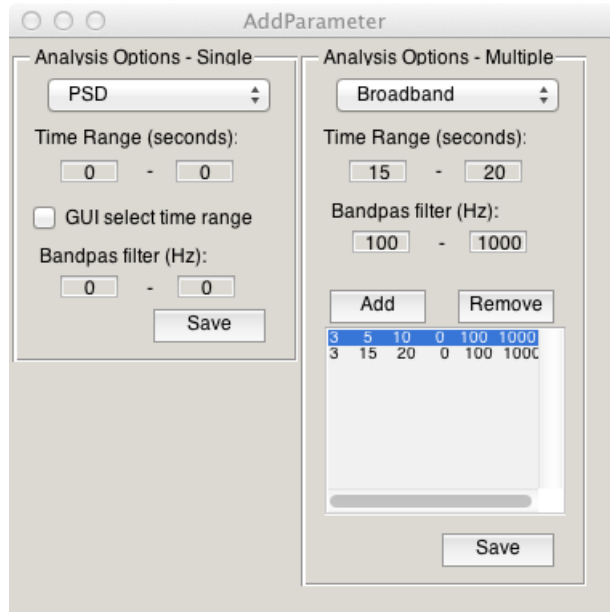 AddParameter
Analysis Options - Single
PSD
Time Range (seconds):
0 - 0
GUI select time range
Bandpas filter (Hz):
0 - 0
Save
Analysis Options - Multiple
Broadband
Time Range (seconds):
15 - 20
Bandpas filter (Hz):
100 - 1000
Add Remove
3 5 10 0 100 1000
3 15 20 0 100 1000
Save